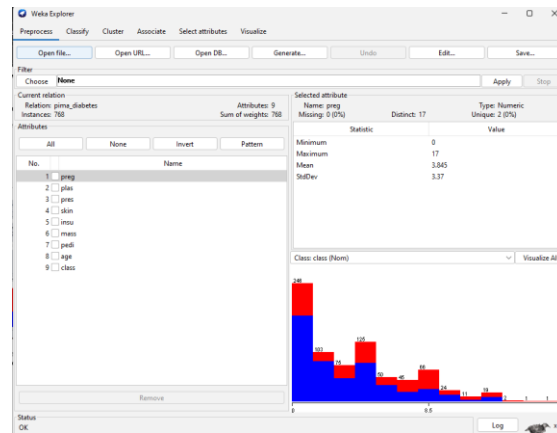 Weka Explorer
Preprocess Classify Cluster Associate Select attributes Visualize
Open file... Open URL... Open DB... Generate... Undo Edit... Save...
Filter
Choose None Apply Stop
Current relation
Relation: pima_diabetes Attributes: 9
Instances: 768 Sum of weights: 768
Attributes
All None Invert Pattern
No. Name
1 preg
2 plas
3 pres
4 skin
5 insu
6 mass
7 pedi
8 age
9 class
Remove
Selected attribute
Name: preg Type: Numeric
Missing: 0 (0%) Distinct: 17 Unique: 2 (0%)
Statistic Value
Minimum 0
Maximum 17
Mean 3.845
StdDev 3.37
Class: class (Nom) Visualize All
246
103
75
125
50
45
66
24
11
19
2
1
1
0 8.5
Status
OK Log